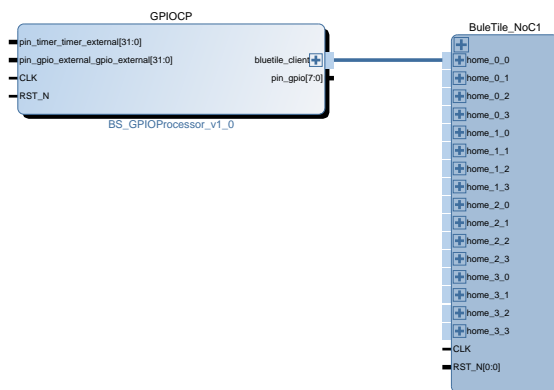 GPIOCP
pin_timer_timer_external[31:0]
pin_gpio_external_gpio_external[31:0]
CLK
RST_N
bluetile_client
pin_gpio[7:0]
BS_GPIOProcessor_v1_0
BuleTile_NoC1
home_0_0
home_0_1
home_0_2
home_0_3
home_1_0
home_1_1
home_1_2
home_1_3
home_2_0
home_2_1
home_2_2
home_2_3
home_3_0
home_3_1
home_3_2
home_3_3
CLK
RST_N[0:0]